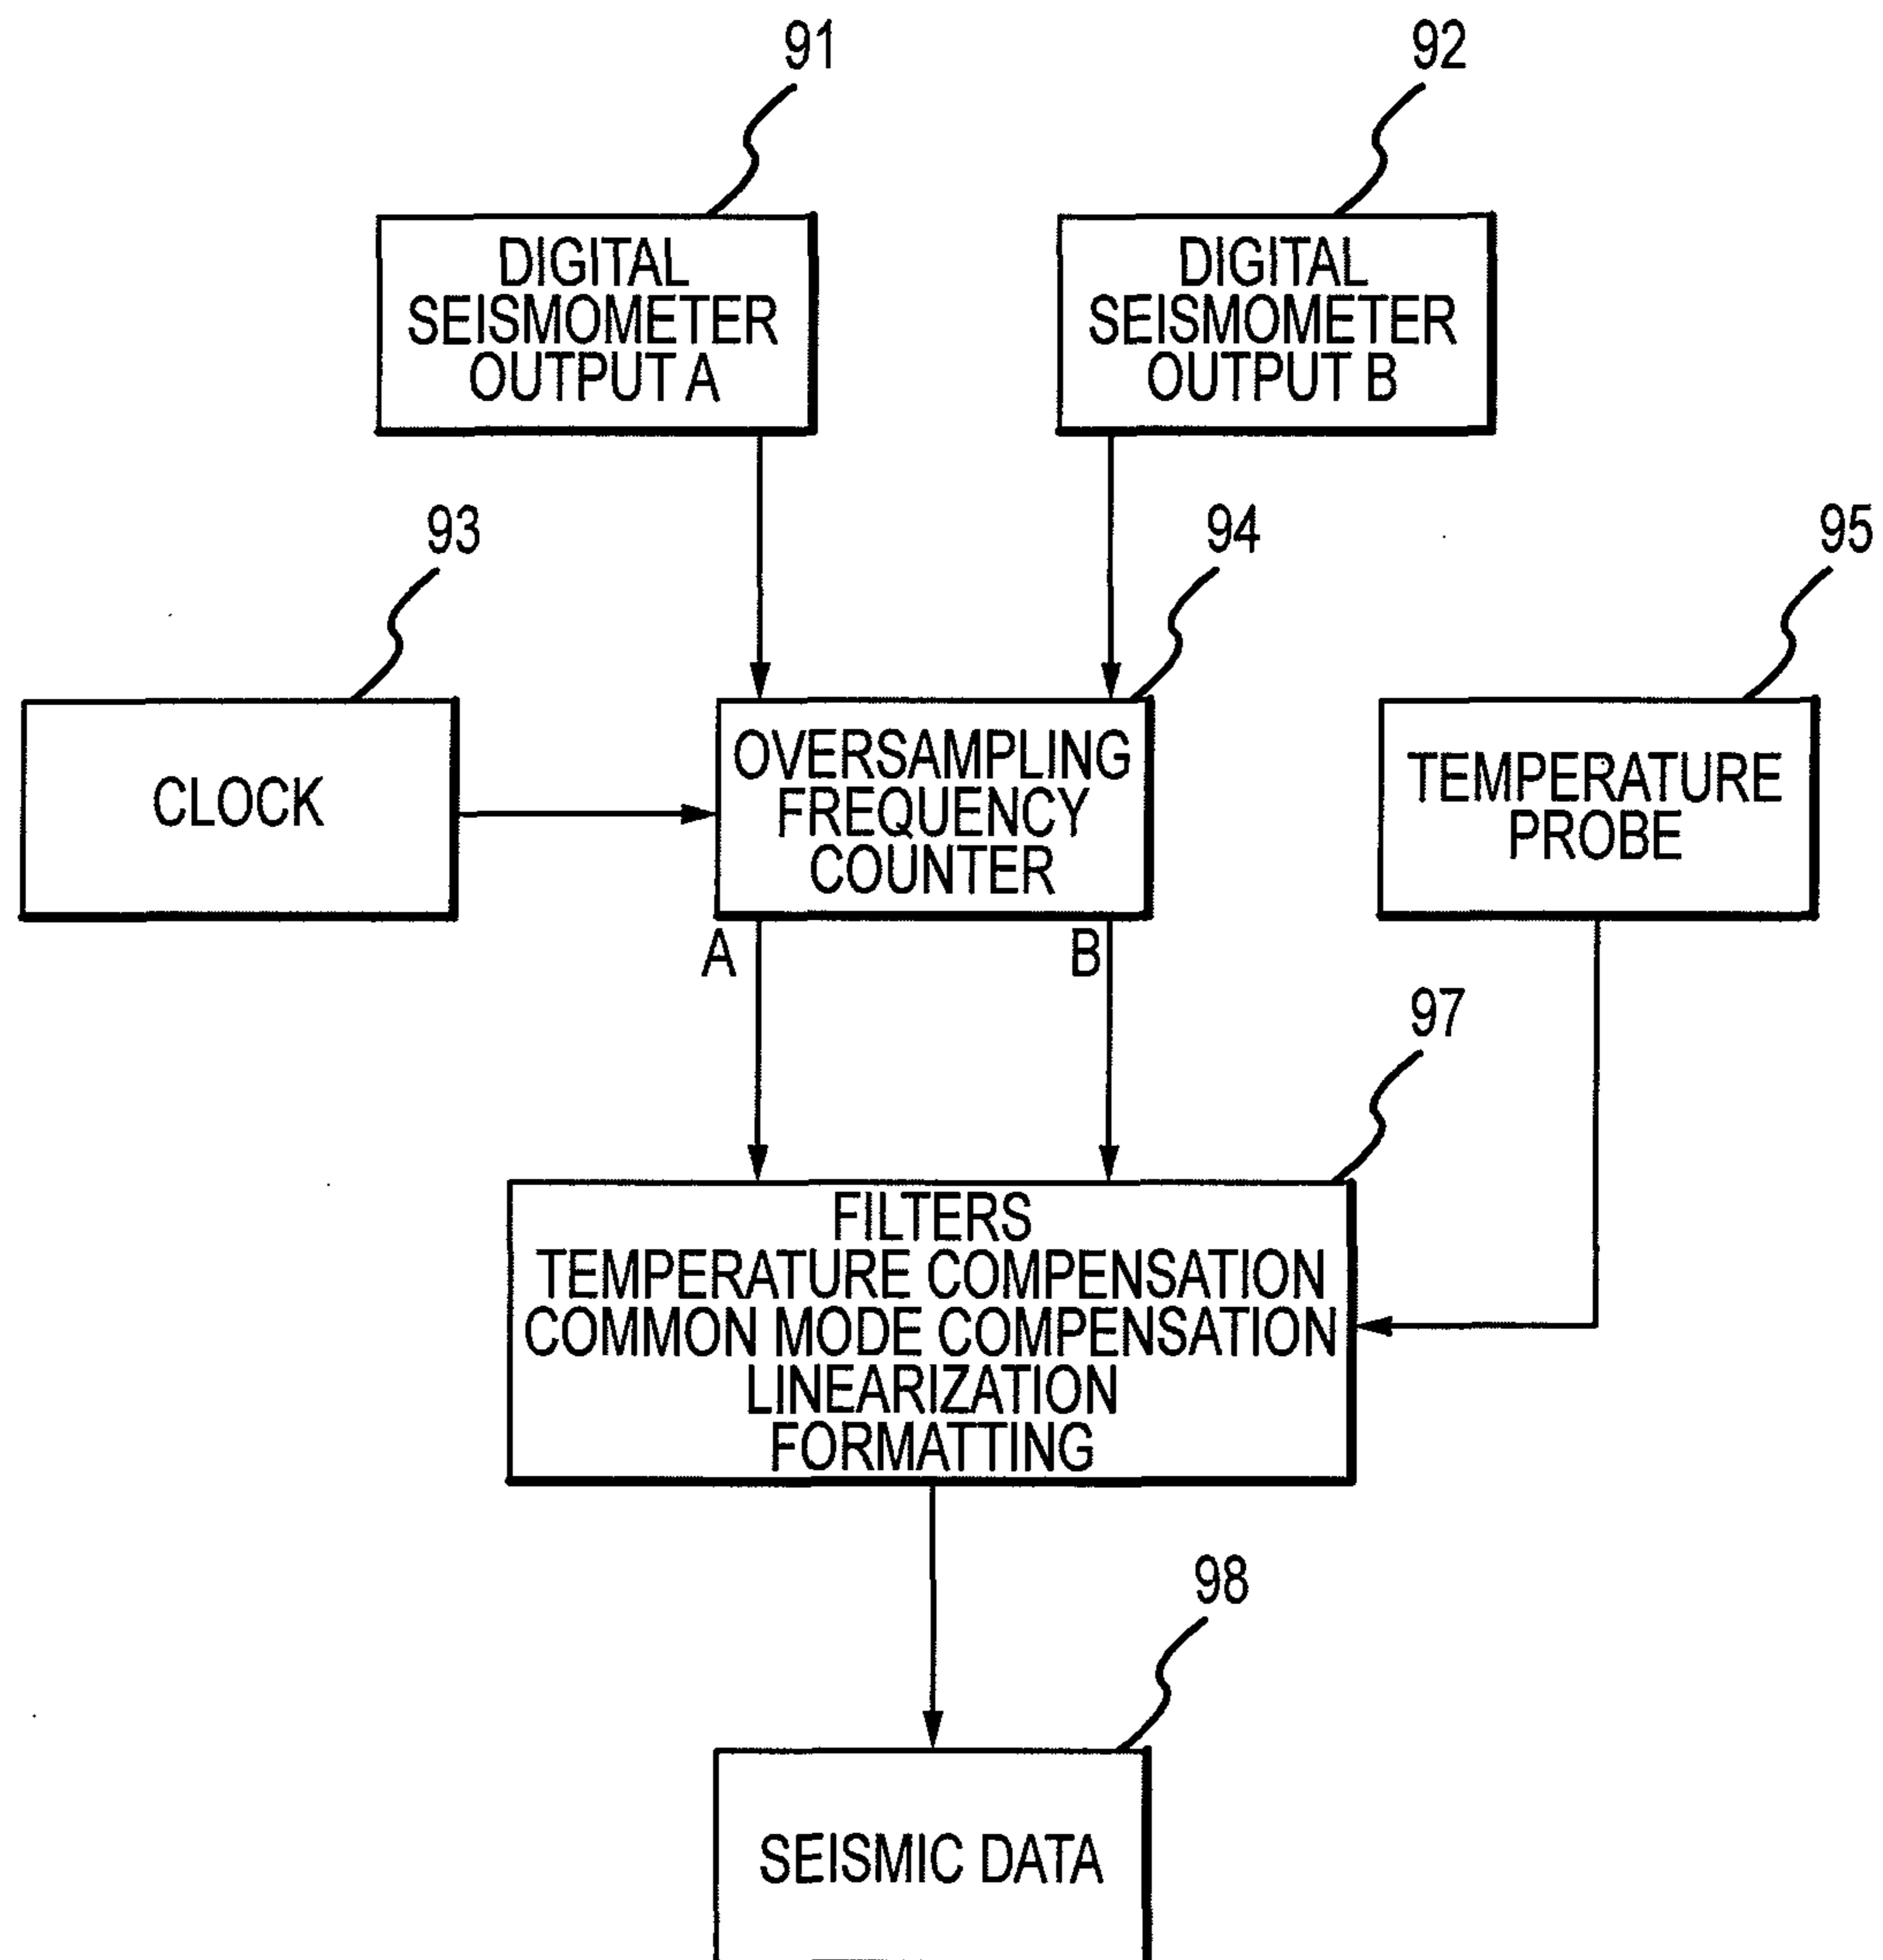 91
92
DIGITAL
SEISMOMETER
OUTPUT A
DIGITAL
SEISMOMETER
OUTPUT B
93
94
95
CLOCK
OVERSAMPLING
FREQUENCY
COUNTER
TEMPERATURE
PROBE
A
B
97
FILTERS
TEMPERATURE COMPENSATION
COMMON MODE COMPENSATION
LINEARIZATION
FORMATTING
98
SEISMIC DATA